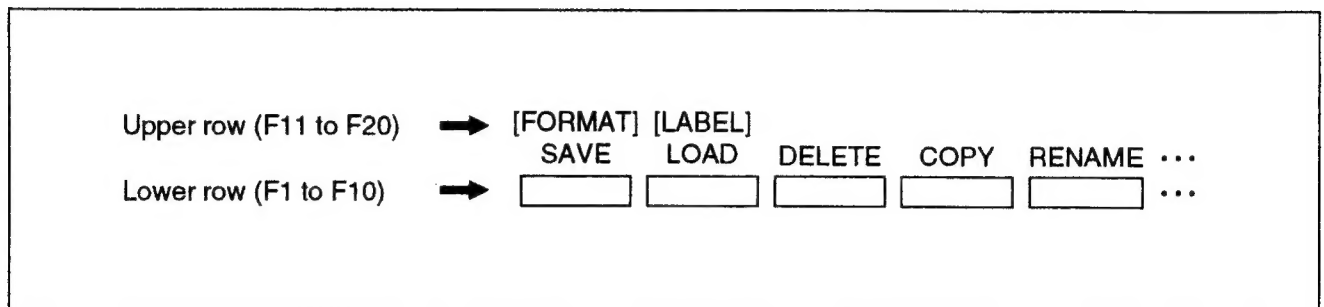 Upper row (F11 to F20) ➡ [FORMAT] [LABEL]
SAVE LOAD DELETE COPY RENAME ···
Lower row (F1 to F10) ➡ ···